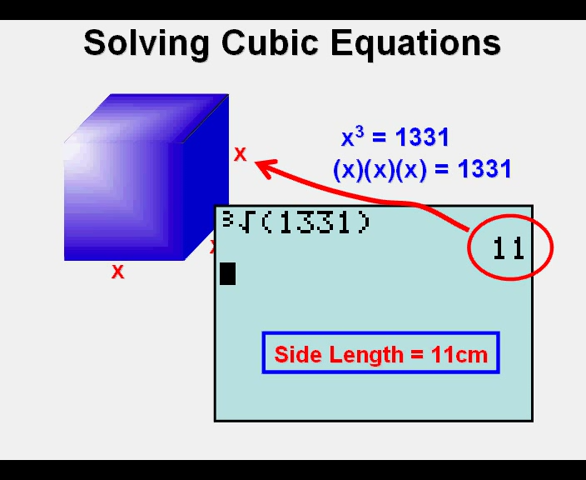 Solving Cubic Equations
x
x³ = 1331
(x)(x)(x) = 1331
³√(1331)
11
x
Side Length = 11cm